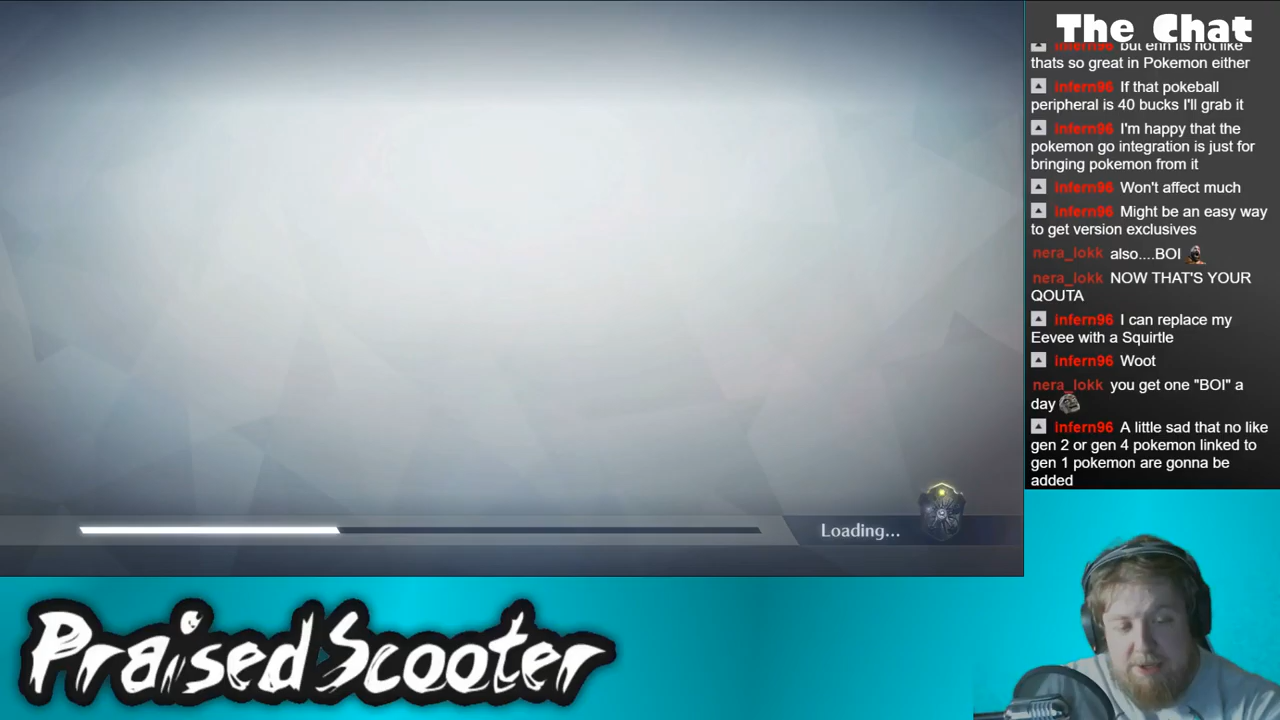 The Chat
infern96 but ehh its not like
thats so great in Pokemon either
infern96 If that pokeball
peripheral is 40 bucks I'll grab it
infern96 I'm happy that the
pokemon go integration is just for
bringing pokemon from it
infern96 Won't affect much
infern96 Might be an easy way
to get version exclusives
nera_lokk also....BOI
nera_lokk NOW THAT'S YOUR
QOUTA
infern96 I can replace my
Eevee with a Squirtle
infern96 Woot
nera_lokk you get one "BOI" a
day
infern96 A little sad that no like
gen 2 or gen 4 pokemon linked to
gen 1 pokemon are gonna be
added
Loading...
PraisedScooter